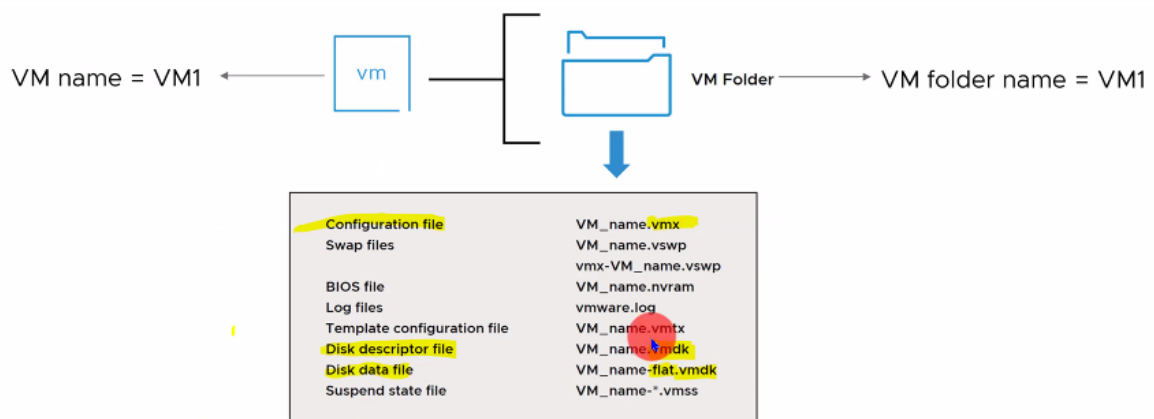 VM name = VM1
vm
VM Folder
VM folder name = VM1
Configuration file VM_name.vmx
Swap files VM_name.vswp
vmx-VM_name.vswp
BIOS file VM_name.nvram
Log files vmware.log
Template configuration file VM_name.vmtx
Disk descriptor file VM_name.vmdk
Disk data file VM_name-flat.vmdk
Suspend state file VM_name-*.vmss